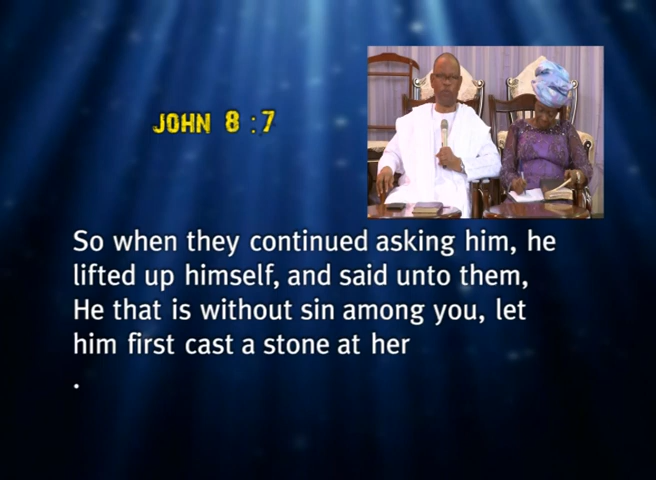 JOHN 8 :7
So when they continued asking him, he
lifted up himself, and said unto them,
He that is without sin among you, let
him first cast a stone at her
.